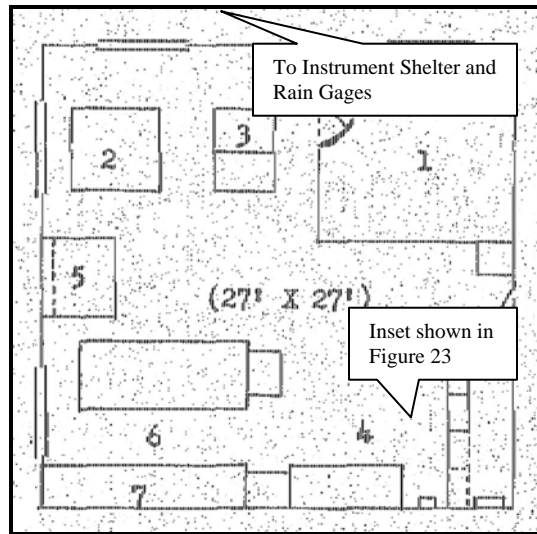 To Instrument Shelter and
Rain Gages
3
2
1
5
(27' X 27')
Inset shown in
Figure 23
6
4
7